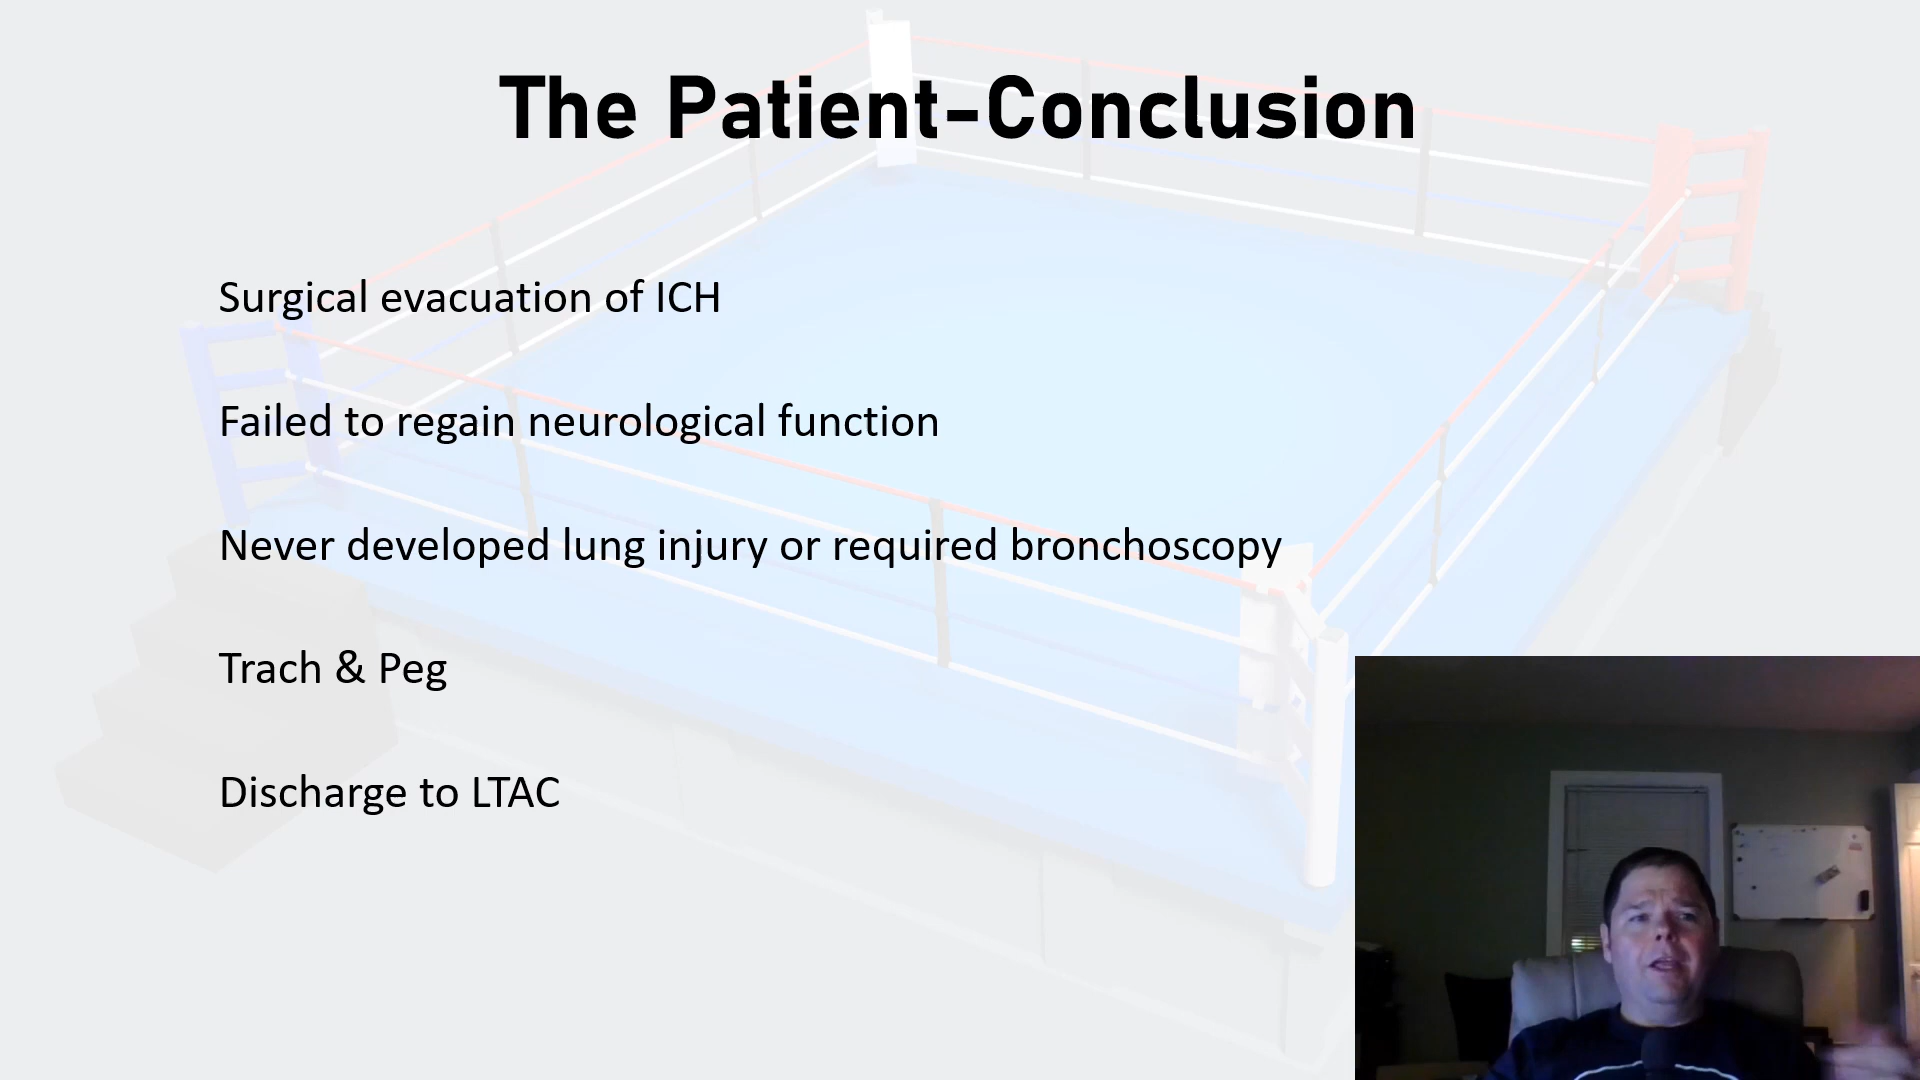 The Patient-Conclusion
Surgical evacuation of ICH
Failed to regain neurological function
Never developed lung injury or required bronchoscopy
Trach & Peg
Discharge to LTAC